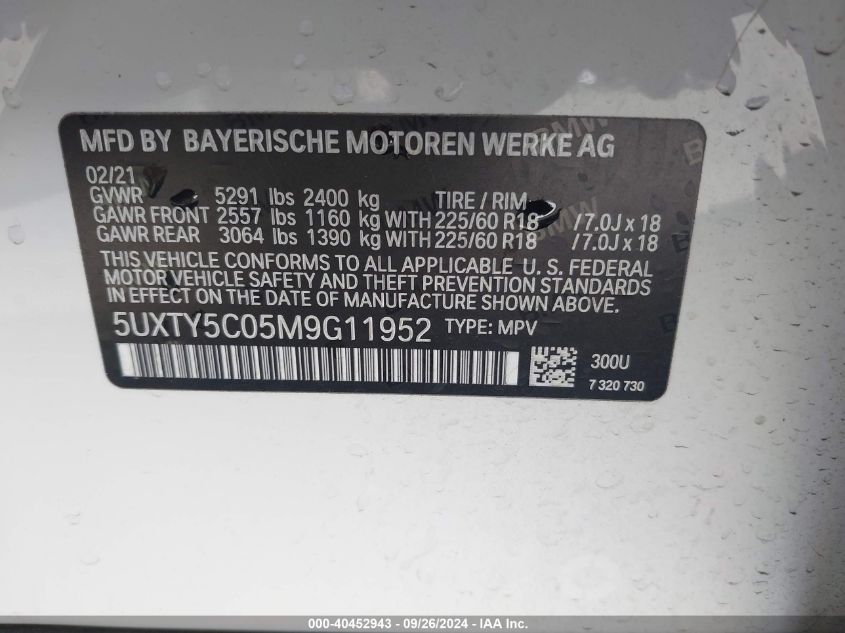 MFD BY BAYERISCHE MOTOREN WERKE AG
02/21
GVWR 5291 lbs 2400 kg TIRE / RIM
GAWR FRONT 2557 lbs 1160 kg WITH 225/60 R18 /7.0J x 18
GAWR REAR 3064 lbs 1390 kg WITH 225/60 R18 /7.0J x 18
THIS VEHICLE CONFORMS TO ALL APPLICABLE U. S. FEDERAL
MOTOR VEHICLE SAFETY AND THEFT PREVENTION STANDARDS
IN EFFECT ON THE DATE OF MANUFACTURE SHOWN ABOVE.
5UXTY5C05M9G11952 TYPE: MPV
300U
7 320 730
000-40452943 - 09/26/2024 - IAA Inc.